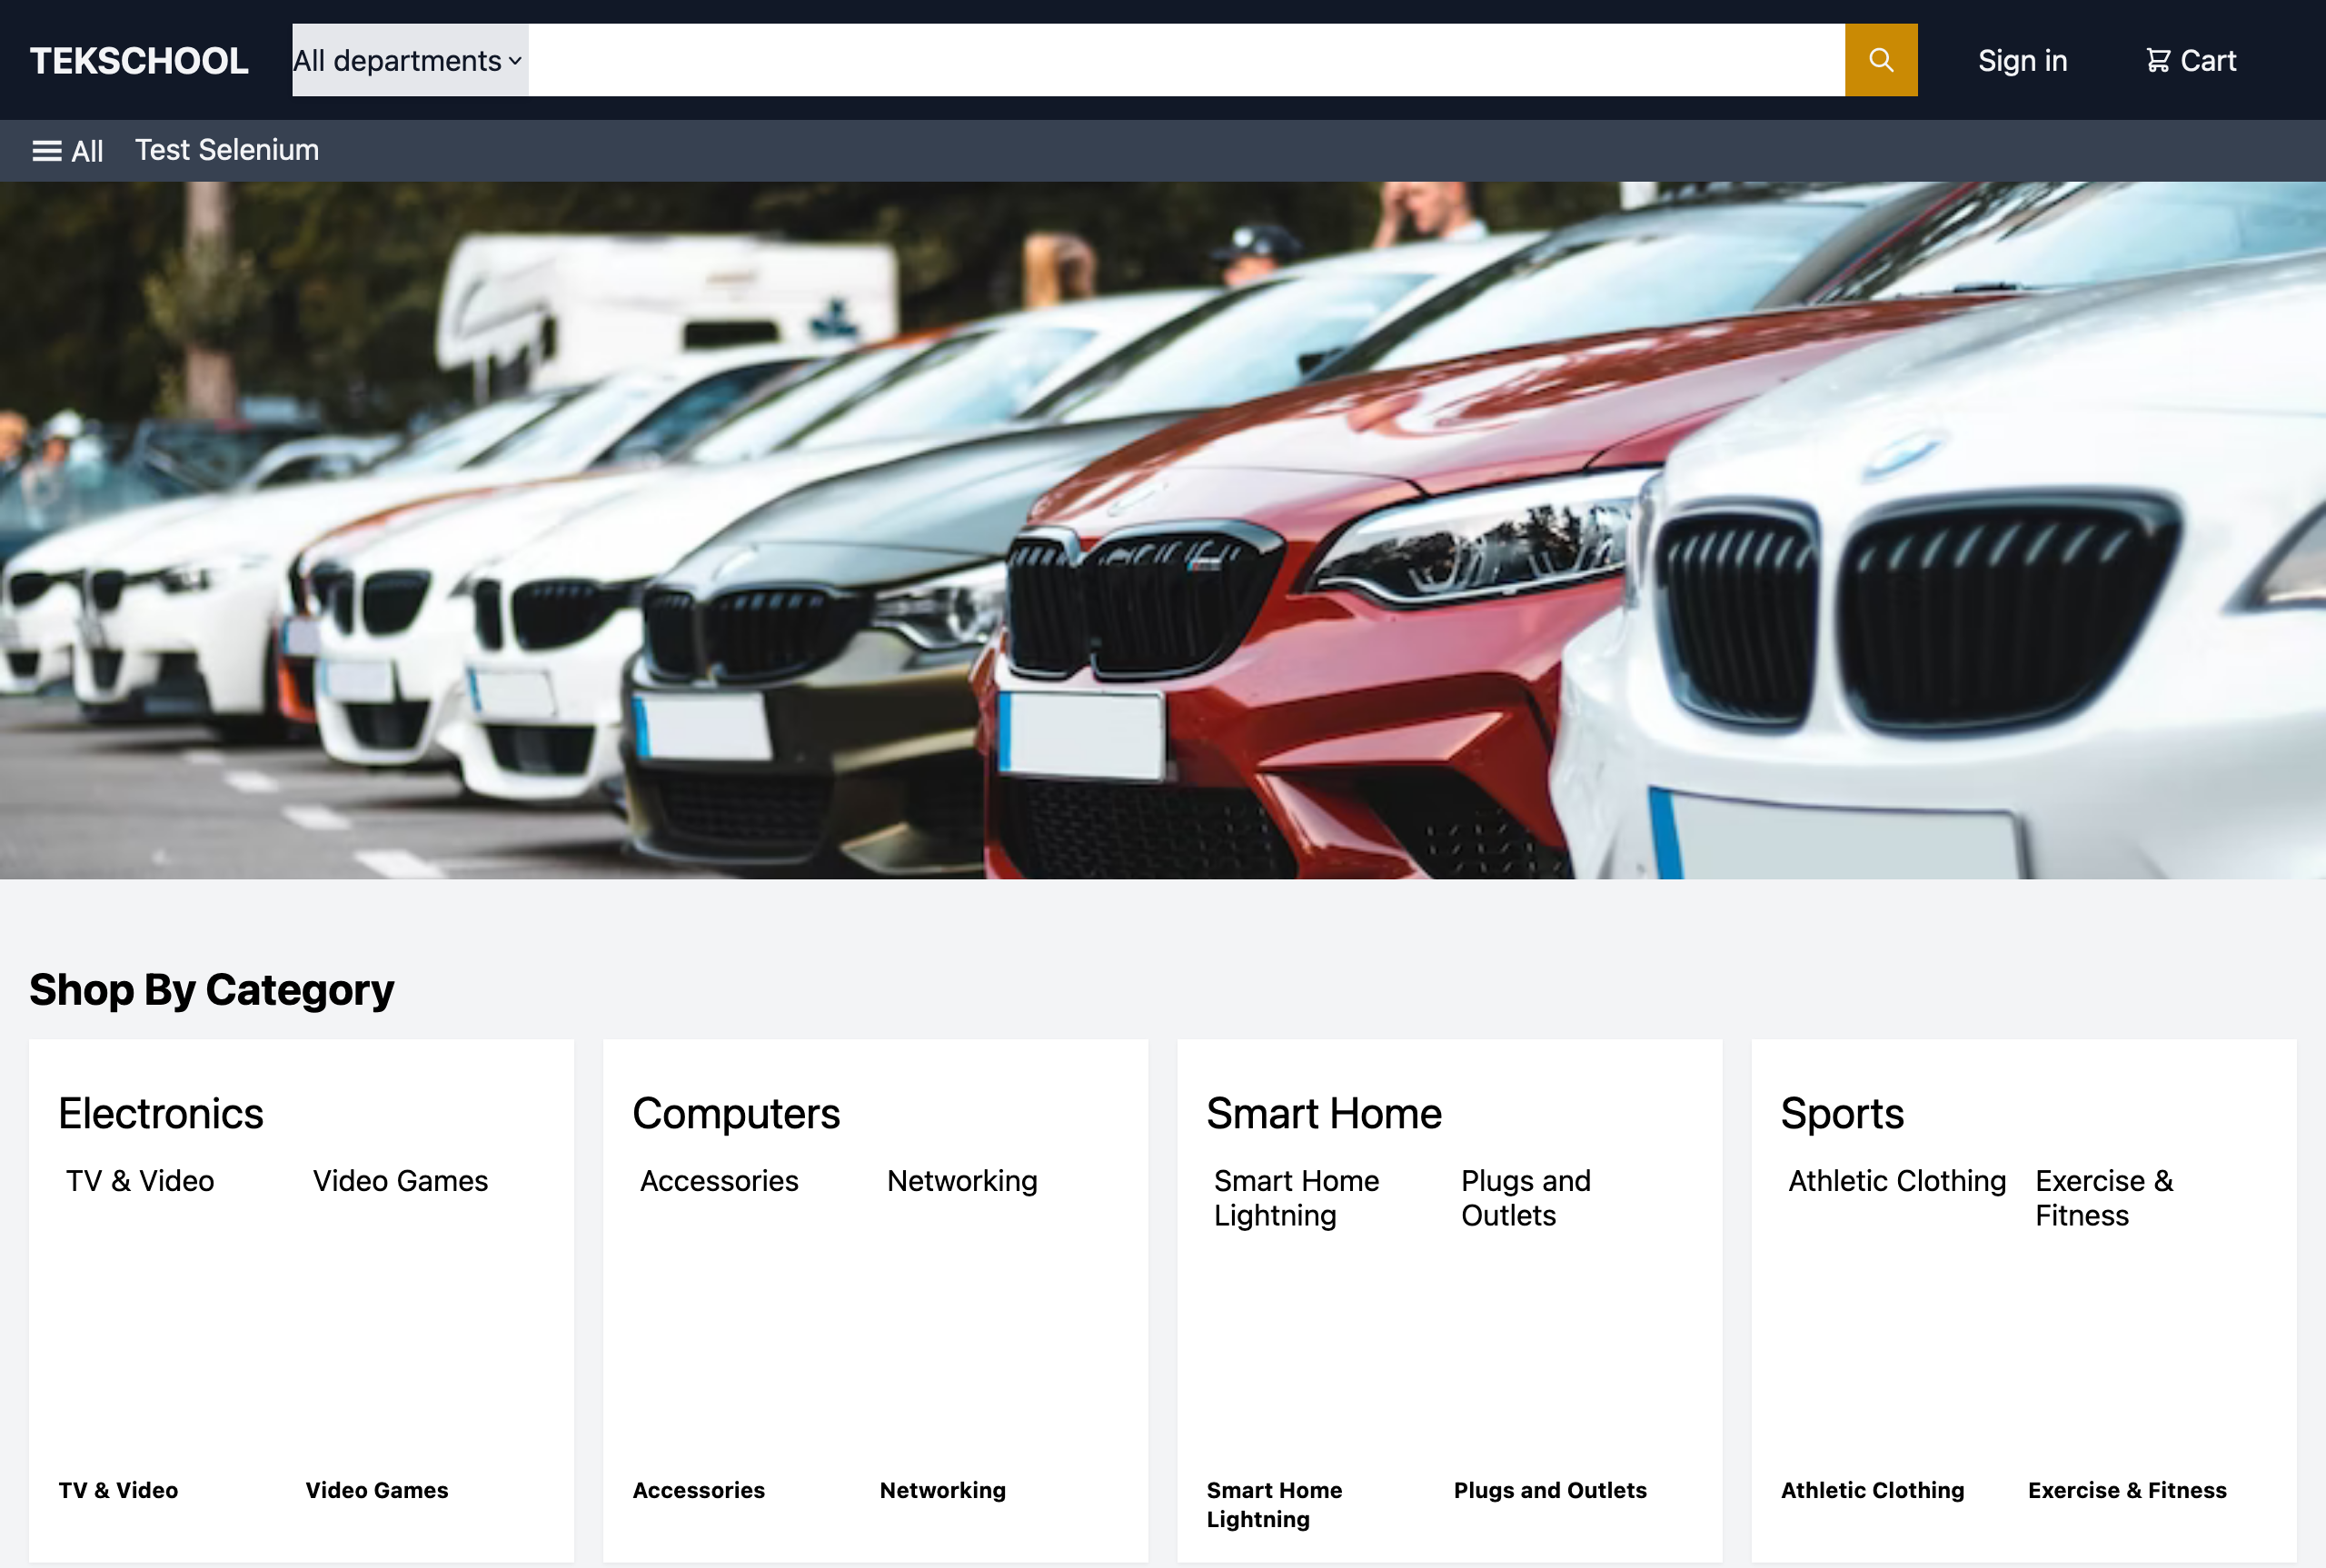 TEKSCHOOL
All departments
Sign in
Cart
All
Test Selenium
Shop By Category
Electronics
TV & Video
Video Games
TV & Video
Video Games
Computers
Accessories
Networking
Accessories
Networking
Smart Home
Smart Home
Lightning
Plugs and
Outlets
Smart Home
Lightning
Plugs and Outlets
Sports
Athletic Clothing
Exercise &
Fitness
Athletic Clothing
Exercise & Fitness